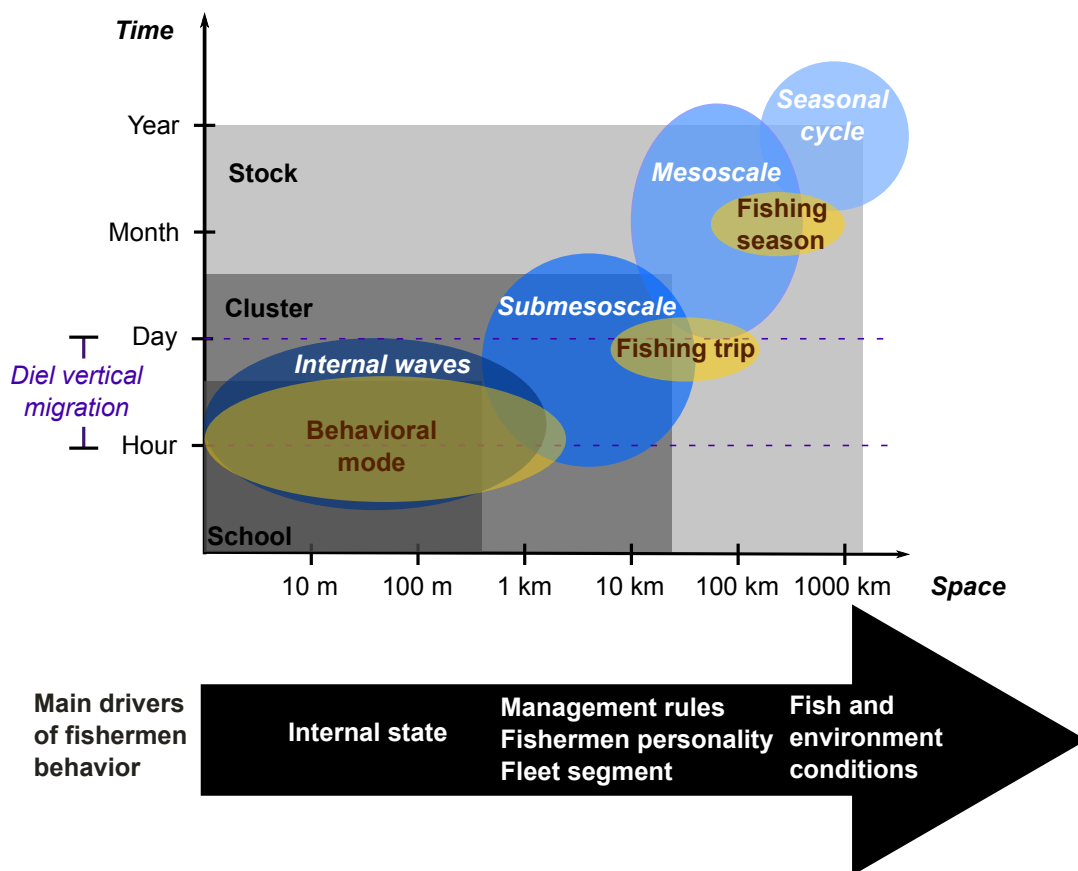 Time
Year
Month
Day
Hour
Diel vertical
migration
Stock
Cluster
School
Seasonal
cycle
Mesoscale
Fishing
season
Submesoscale
Fishing trip
Internal waves
Behavioral
mode
10 m
100 m
1 km
10 km
100 km
1000 km
Space
Main drivers
of fishermen
behavior
Internal state
Management rules
Fishermen personality
Fleet segment
Fish and
environment
conditions